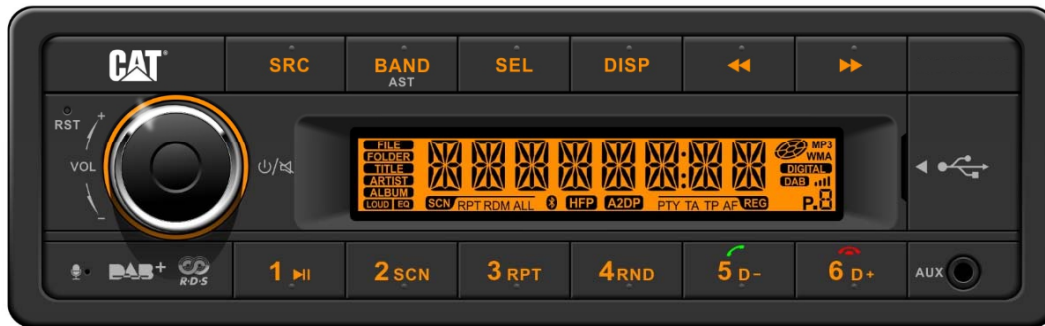 CAT
SRC
BAND
AST
SEL
DISP
RST
+
VOL
-
FILE
FOLDER
TITLE
ARTIST
ALBUM
LOUD EQ
SCN RPT RDM ALL HFP A2DP PTY TA TP AF REG
MP3
WMA
DIGITAL
DAB
P.8
DAB+
R·D·S
1
2 SCN
3 RPT
4 RND
5 D-
6 D+
AUX